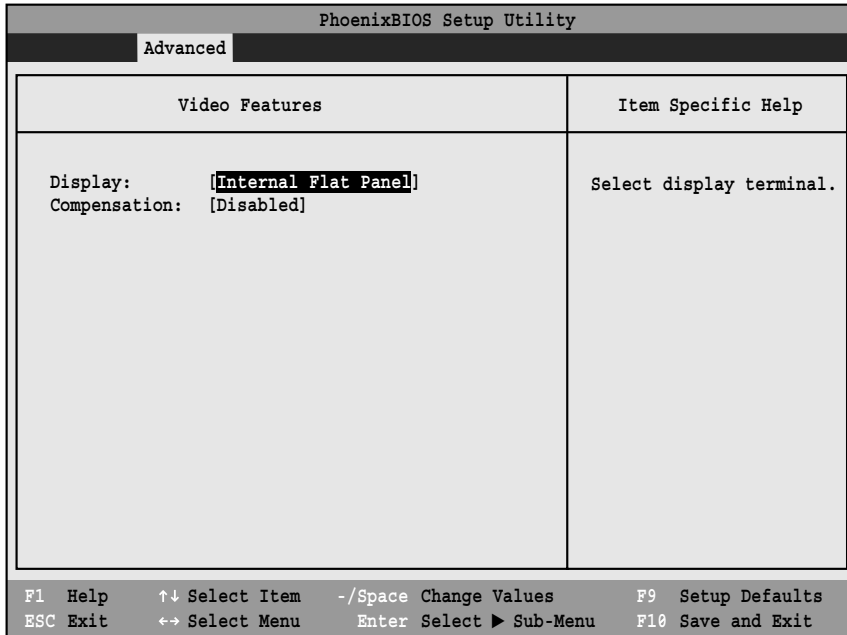 PhoenixBIOS Setup Utility
Advanced
Video Features
Item Specific Help
Display: [Internal Flat Panel]
Compensation: [Disabled]
Select display terminal.
F1 Help ↑↓ Select Item -/Space Change Values F9 Setup Defaults
ESC Exit ←→ Select Menu Enter Select ▶ Sub-Menu F10 Save and Exit